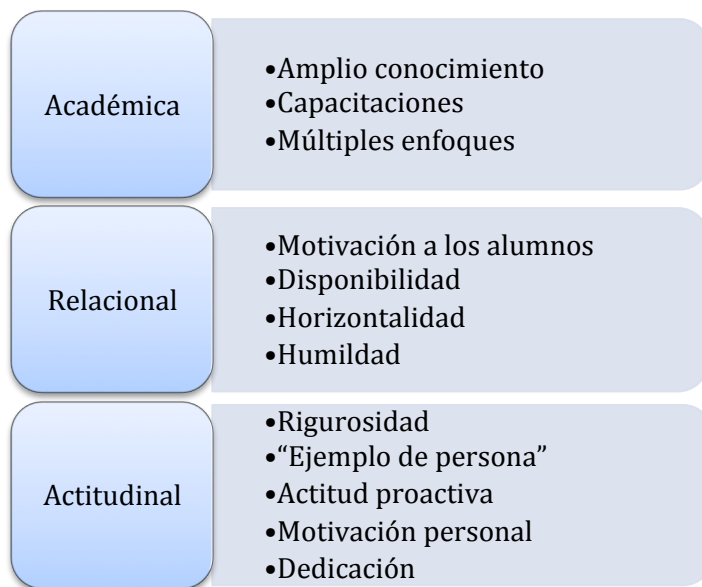 Académica
•Amplio conocimiento
•Capacitaciones
•Múltiples enfoques
Relacional
•Motivación a los alumnos
•Disponibilidad
•Horizontalidad
•Humildad
Actitudinal
•Rigurosidad
•“Ejemplo de persona”
•Actitud proactiva
•Motivación personal
•Dedicación